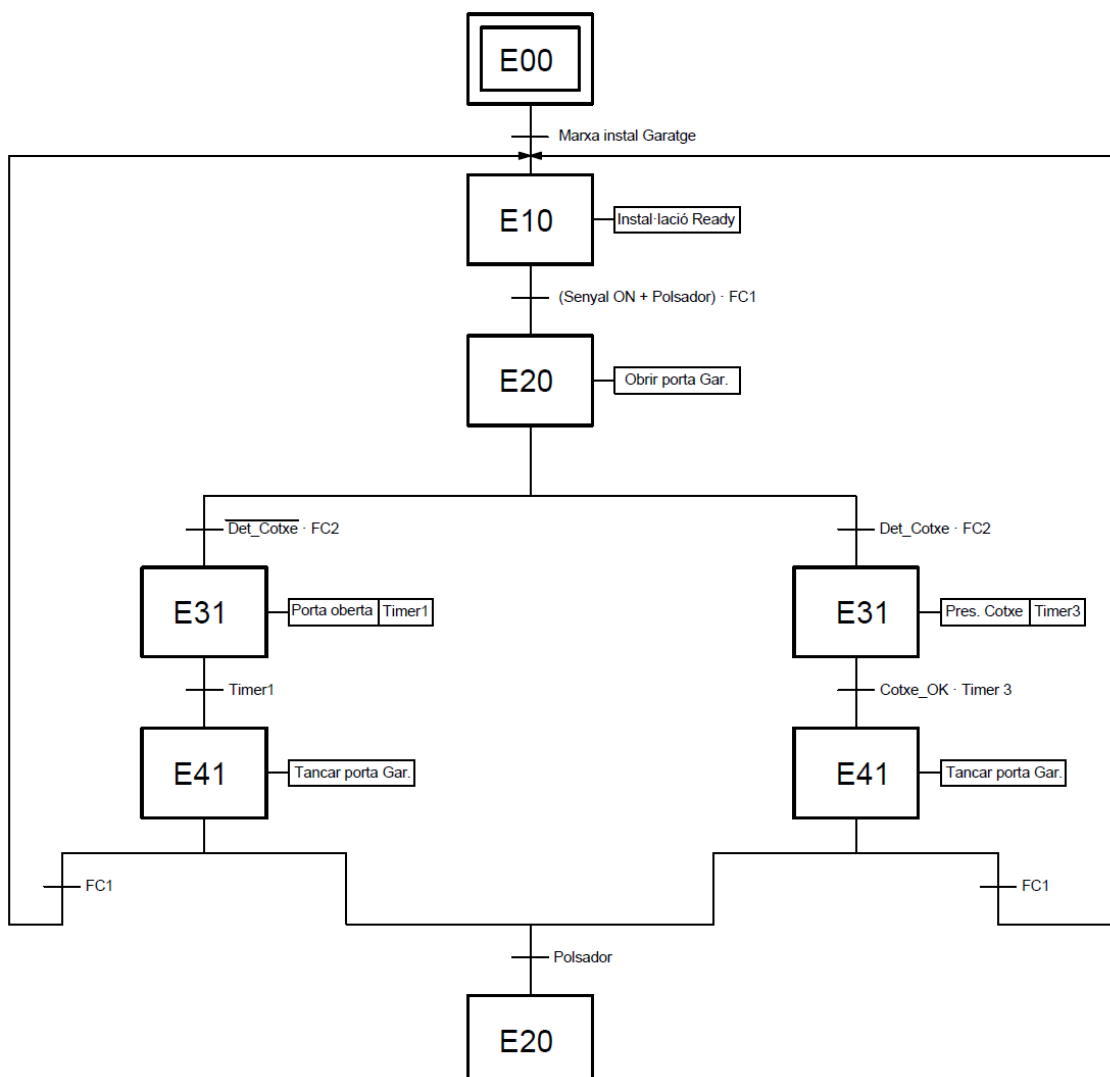 E00
Marxa instal Garatge
E10
Instal·lació Ready
(Senyal ON + Polsador) · FC1
E20
Obrir porta Gar.
Det_Cotxe · FC2
Det_Cotxe · FC2
E31
Porta oberta
Timer1
E31
Pres. Cotxe
Timer3
Timer1
Cotxe_OK · Timer 3
E41
Tancar porta Gar.
E41
Tancar porta Gar.
FC1
FC1
Polsador
E20